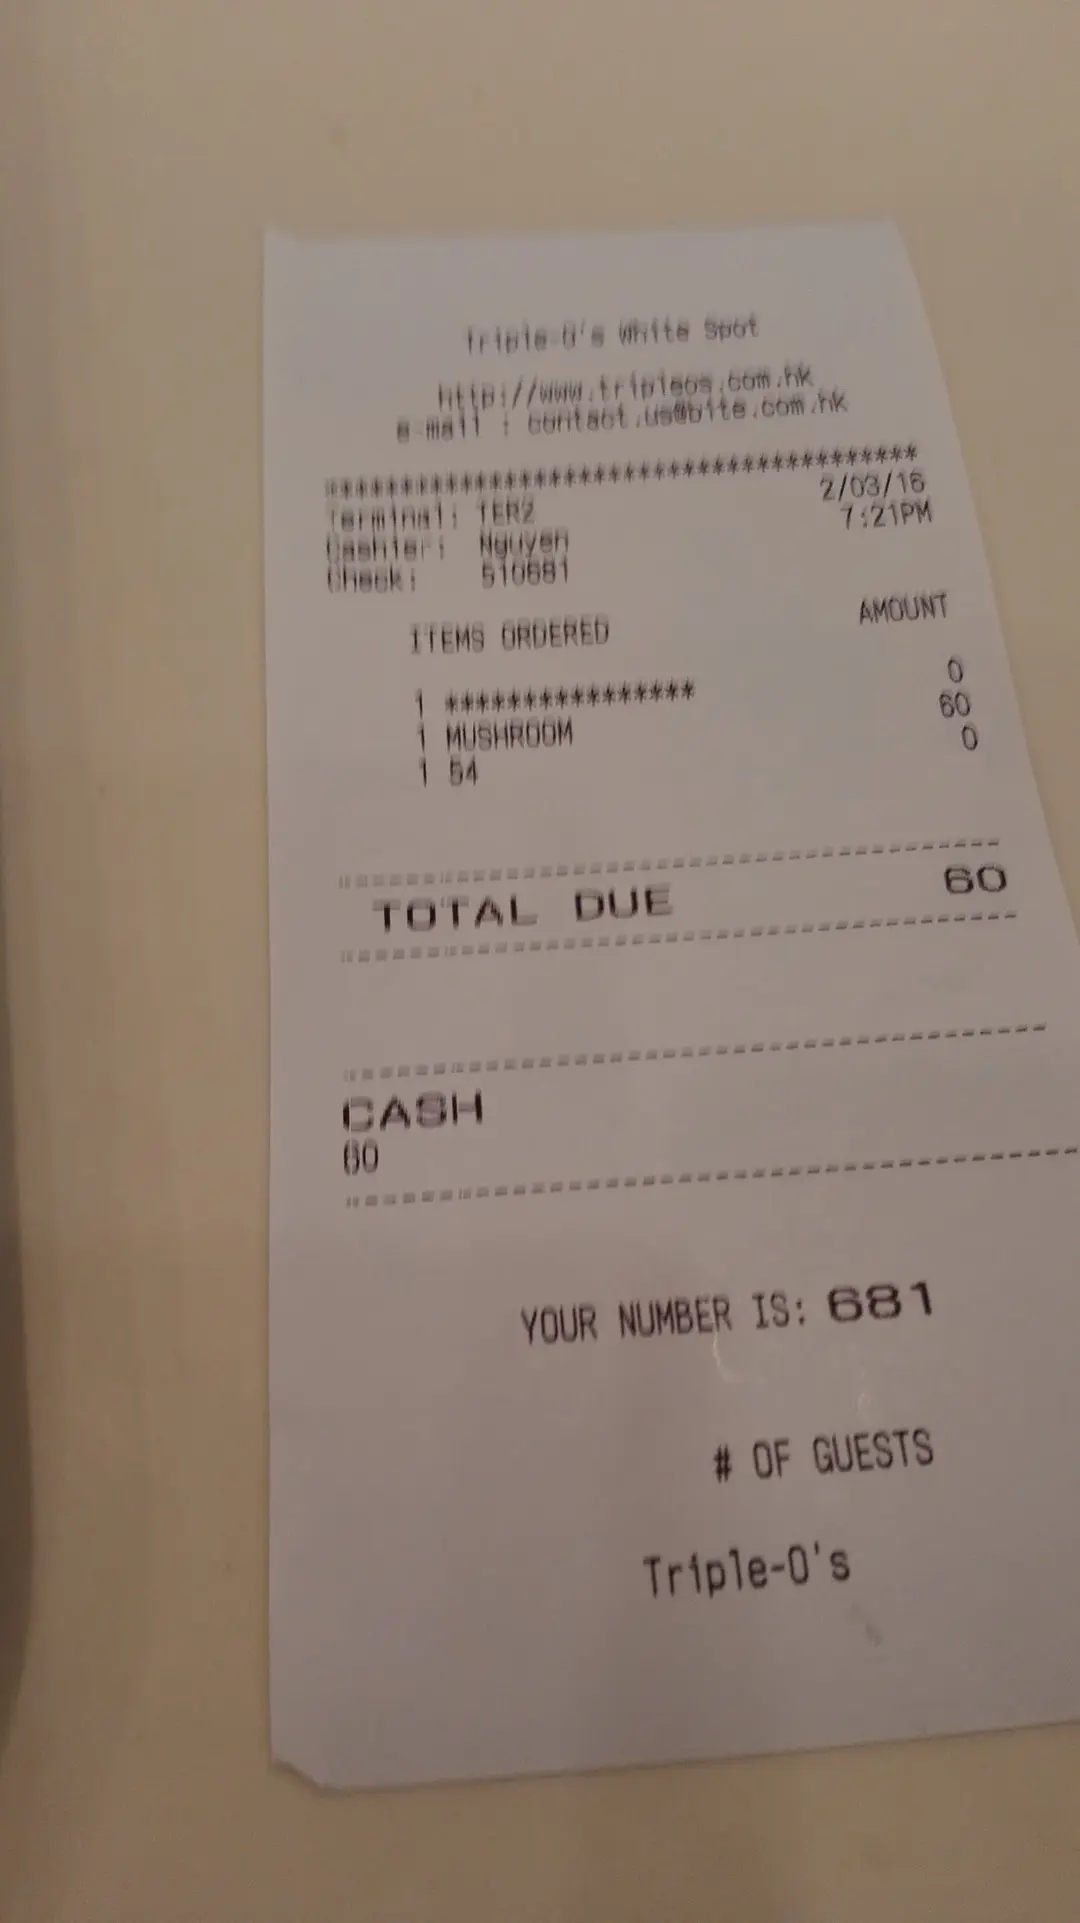 Triple-O's White Spot
http://www.tripleos.com.hk
e-mail : contact.us@bite.com.hk
****************************************
2/03/16
Terminal: TER2
7:21PM
Cashier: Nguyen
Check: 510681
ITEMS ORDERED AMOUNT
1 **************** 0
1 MUSHROOM 60
1 54 0
TOTAL DUE 60
CASH
60
YOUR NUMBER IS: 681
# OF GUESTS
Triple-O's